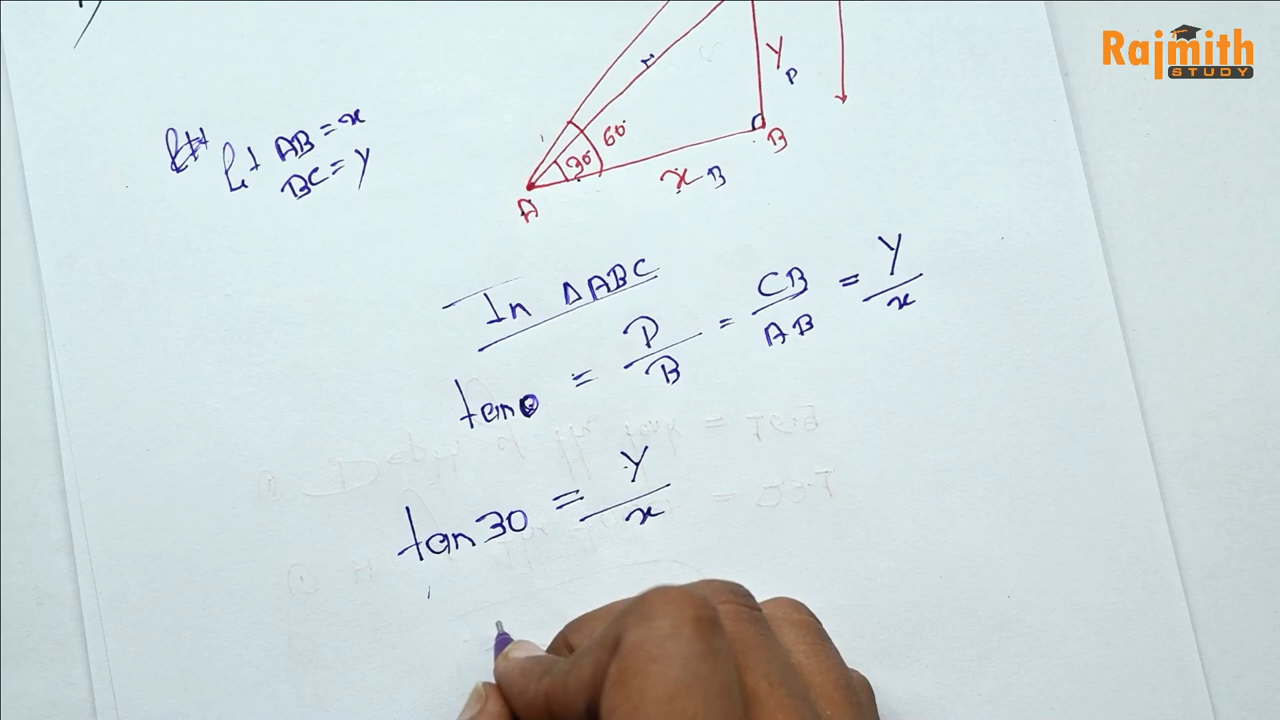 Rajmith
STUDY
Let AB = x
BC = y
y
P
60°
30°
B
x B
A
In ΔABC
tanθ = P/B = CB/AB = y/x
tan30 = y/x